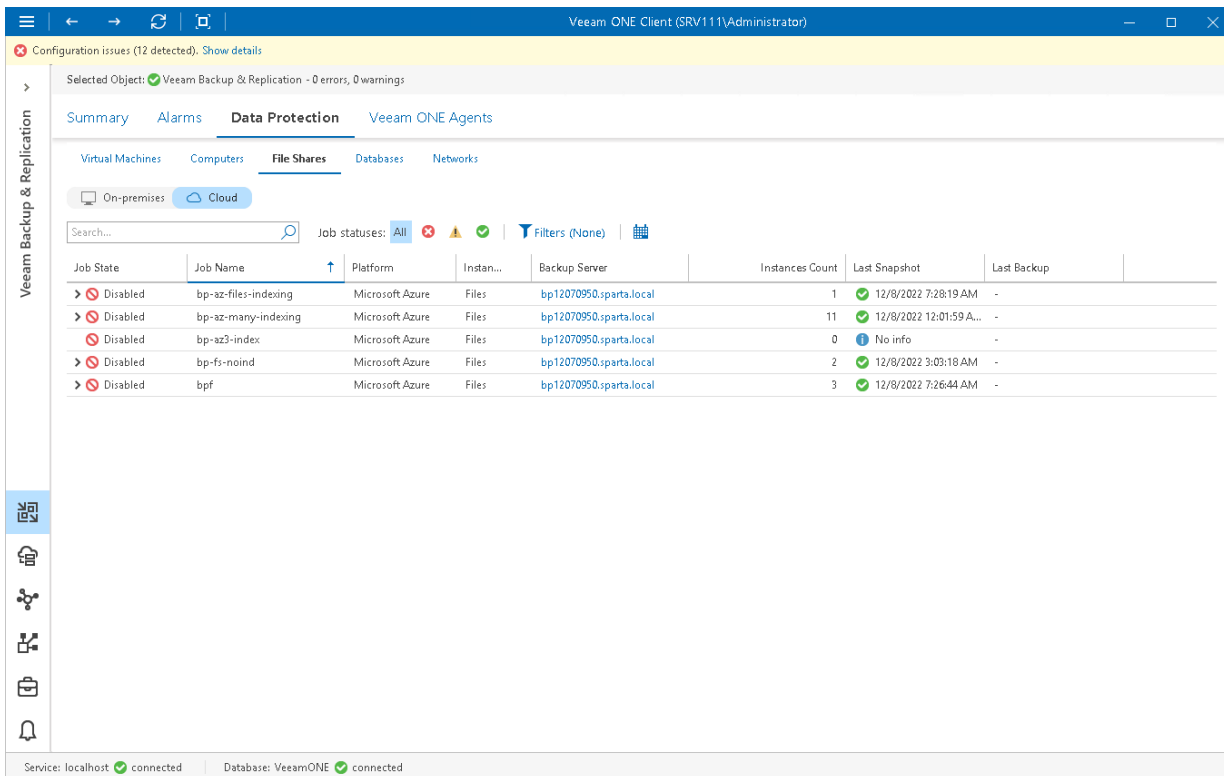 Veeam ONE Client (SRV111\Administrator)
Configuration issues (12 detected). Show details
Selected Object: Veeam Backup & Replication - 0 errors, 0 warnings
Veeam Backup & Replication
Summary Alarms Data Protection Veeam ONE Agents
Virtual Machines Computers File Shares Databases Networks
On-premises Cloud
Search... Job statuses: All Filters (None)
Job State Job Name Platform Instan... Backup Server Instances Count Last Snapshot Last Backup
Disabled bp-az-files-indexing Microsoft Azure Files bp12070950.sparta.local 1 12/8/2022 7:28:19 AM -
Disabled bp-az-many-indexing Microsoft Azure Files bp12070950.sparta.local 11 12/8/2022 12:01:59 A... -
Disabled bp-az3-index Microsoft Azure Files bp12070950.sparta.local 0 No info -
Disabled bp-fs-noind Microsoft Azure Files bp12070950.sparta.local 2 12/8/2022 3:03:18 AM -
Disabled bpf Microsoft Azure Files bp12070950.sparta.local 3 12/8/2022 7:26:44 AM -
Service: localhost connected Database: VeeamONE connected